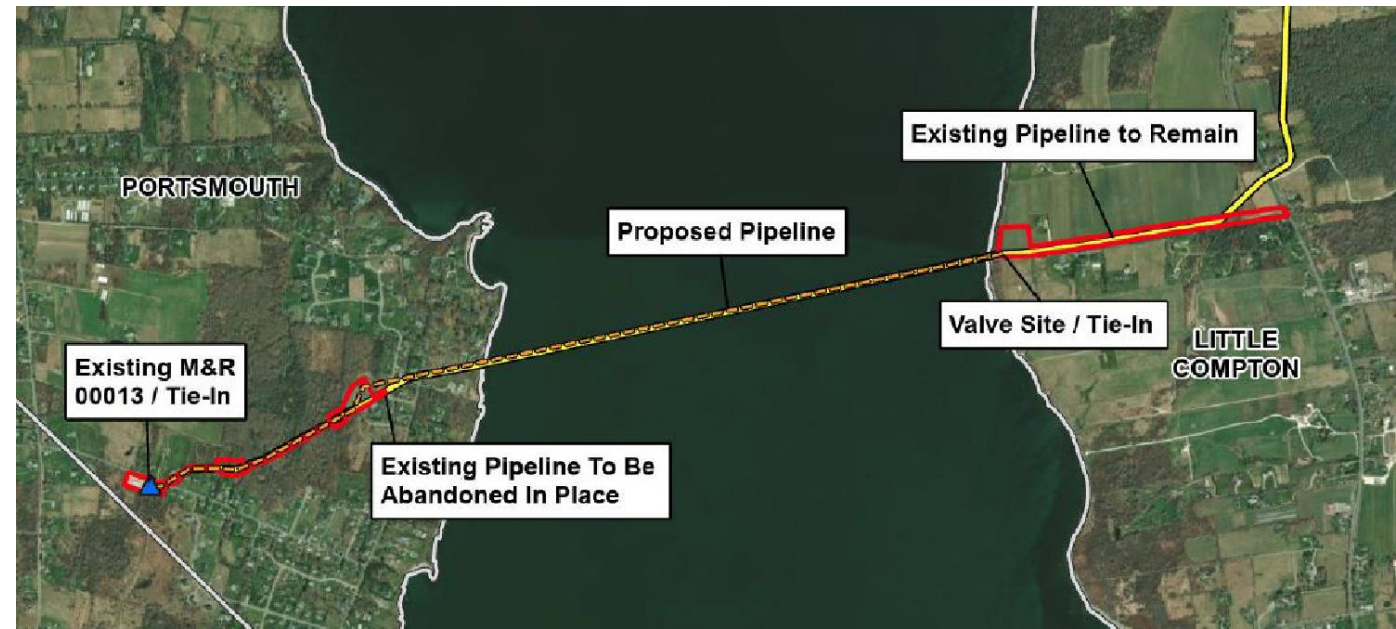 Existing Pipeline to Remain
PORTSMOUTH
Proposed Pipeline
Valve Site / Tie-In
LITTLE
COMPTON
Existing M&R
00013 / Tie-In
Existing Pipeline To Be
Abandoned In Place